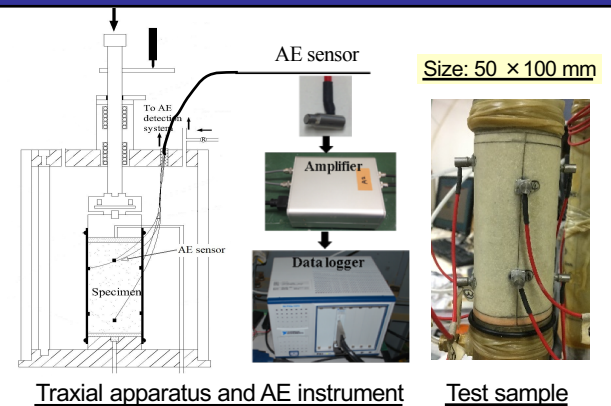 AE sensor
Size: 50 × 100 mm
To AE
detection
system
Amplifier
AE sensor
Data logger
Specimen
Traxial apparatus and AE instrument
Test sample